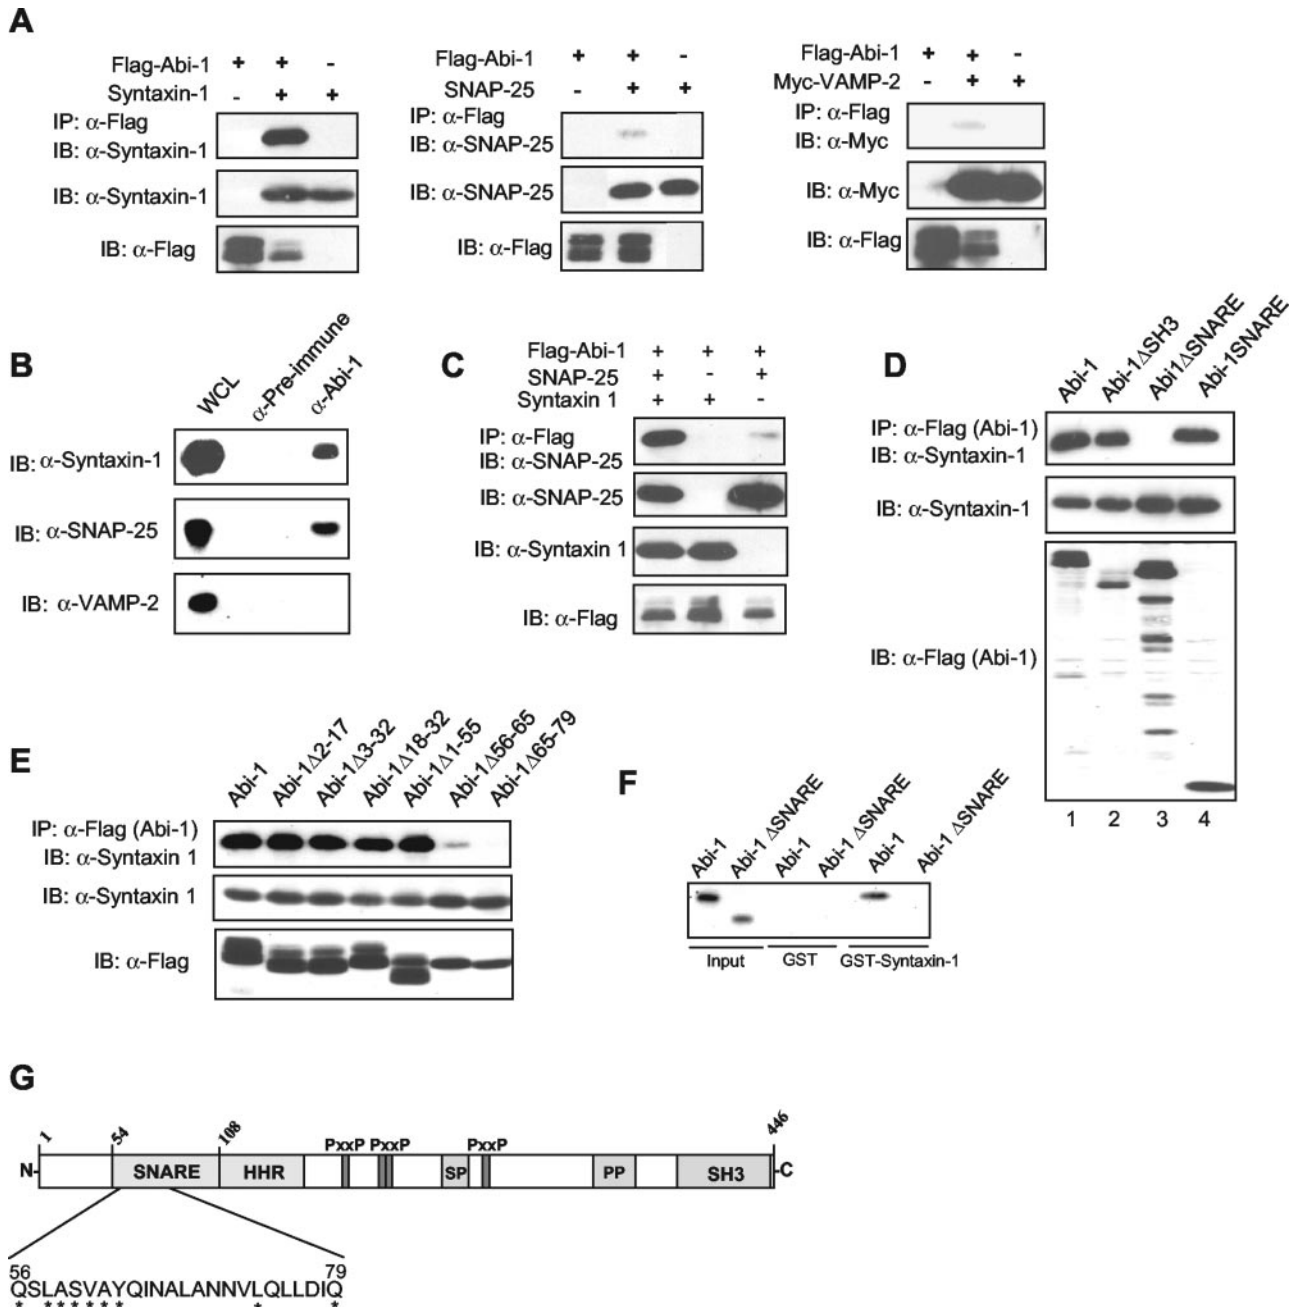 A
Flag-Abi-1 + + -
Syntaxin-1 - + +
IP: α-Flag
IB: α-Syntaxin-1
IB: α-Syntaxin-1
IB: α-Flag
Flag-Abi-1 + + -
SNAP-25 - + +
IP: α-Flag
IB: α-SNAP-25
IB: α-SNAP-25
IB: α-Flag
Flag-Abi-1 + + -
Myc-VAMP-2 - + +
IP: α-Flag
IB: α-Myc
IB: α-Myc
IB: α-Flag
B
WCL
α-Pre-immune
α-Abi-1
IB: α-Syntaxin-1
IB: α-SNAP-25
IB: α-VAMP-2
C
Flag-Abi-1 + + +
SNAP-25 + - +
Syntaxin 1 + + -
IP: α-Flag
IB: α-SNAP-25
IB: α-SNAP-25
IB: α-Syntaxin 1
IB: α-Flag
D
Abi-1
Abi-1ΔSH3
Abi1ΔSNARE
Abi-1SNARE
IP: α-Flag (Abi-1)
IB: α-Syntaxin-1
IB: α-Syntaxin-1
IB: α-Flag (Abi-1)
1 2 3 4
E
Abi-1
Abi-1Δ2-17
Abi-1Δ3-32
Abi-1Δ18-32
Abi-1Δ1-55
Abi-1Δ56-65
Abi-1Δ65-79
IP: α-Flag (Abi-1)
IB: α-Syntaxin 1
IB: α-Syntaxin 1
IB: α-Flag
F
Abi-1
Abi-1 ΔSNARE
Abi-1
Abi-1 ΔSNARE
Abi-1
Abi-1 ΔSNARE
Input GST GST-Syntaxin-1
G
1 54 108 446
PxxP PxxP PxxP
N- SNARE HHR SP PP SH3 -C
56 79
QSLASVAYQINALANNVLQLLDIQ
* * * * * * * * *